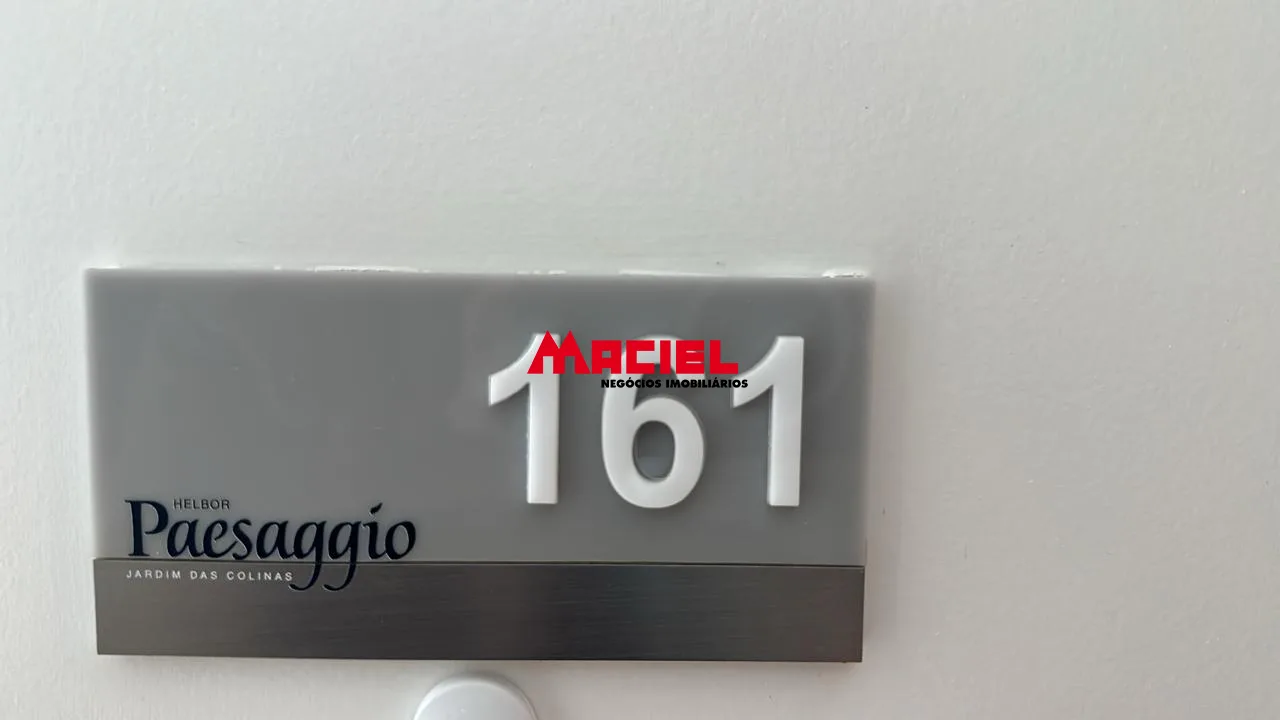 161
MACIEL
NEGÓCIOS IMOBILIÁRIOS
HELBOR
Paesaggio
JARDIM DAS COLINAS